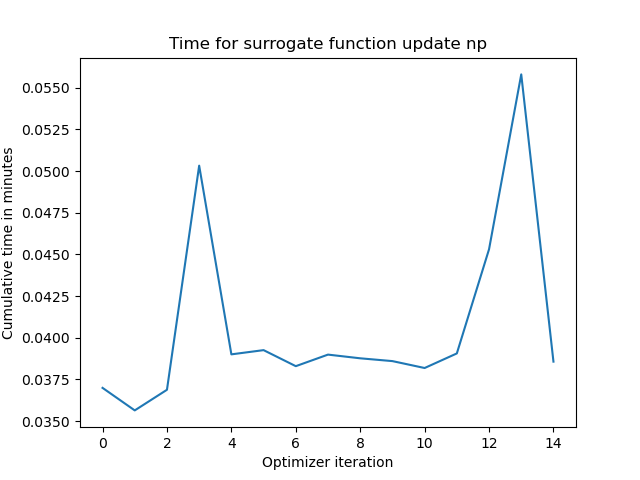 Time for surrogate function update np
Cumulative time in minutes
0.0550
0.0525
0.0500
0.0475
0.0450
0.0425
0.0400
0.0375
0.0350
0 2 4 6 8 10 12 14
Optimizer iteration